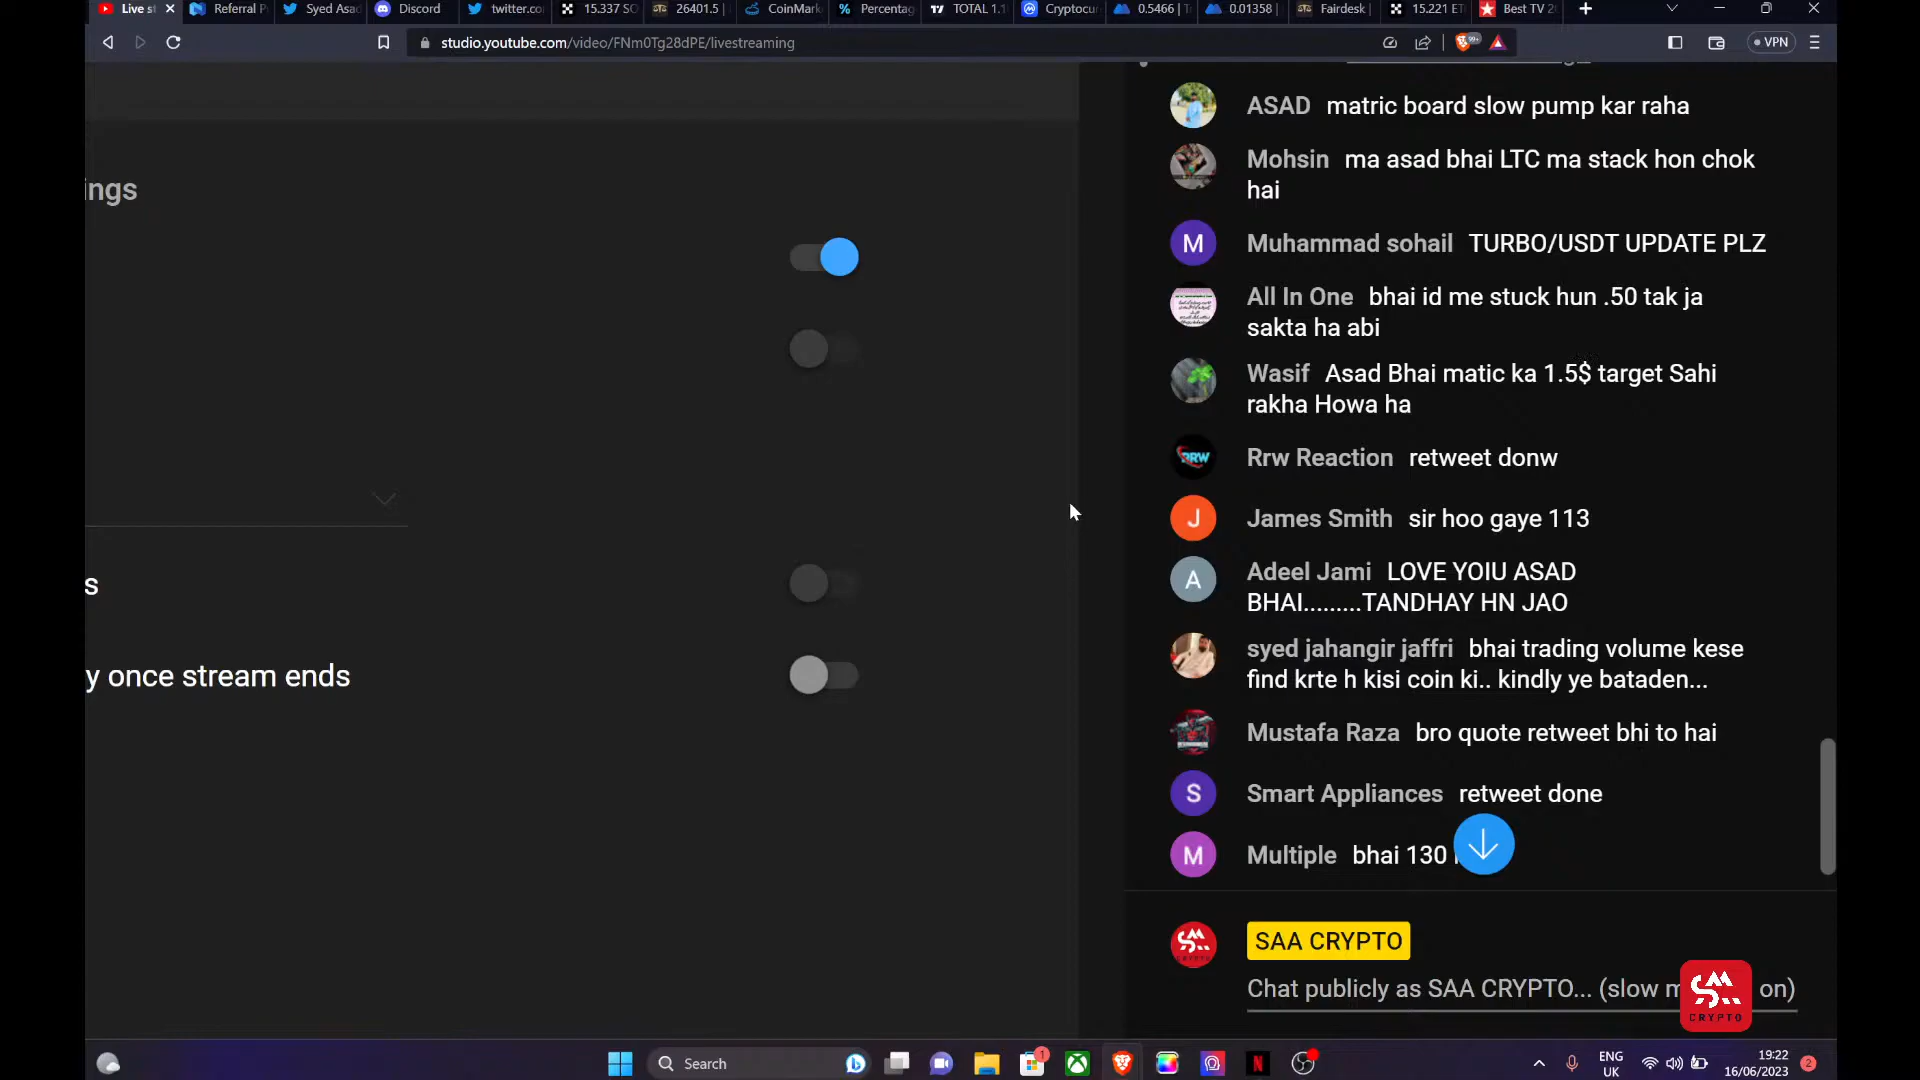 Live st
Referral P
Syed Asad
Discord
twitter.co
15.337 SO
26401.5 |
CoinMark
Percentag
TOTAL 1.1
Cryptocur
0.5466 | T
0.01358 |
Fairdesk |
15.221 ET
Best TV 20
studio.youtube.com/video/FNm0Tg28dPE/livestreaming
99+
VPN
ings
s
y once stream ends
ASAD matric board slow pump kar raha
Mohsin ma asad bhai LTC ma stack hon chok
hai
M Muhammad sohail TURBO/USDT UPDATE PLZ
All In One bhai id me stuck hun .50 tak ja
sakta ha abi
Wasif Asad Bhai matic ka 1.5$ target Sahi
rakha Howa ha
RRW Rrw Reaction retweet donw
J James Smith sir hoo gaye 113
A Adeel Jami LOVE YOIU ASAD
BHAI.........TANDHAY HN JAO
syed jahangir jaffri bhai trading volume kese
find krte h kisi coin ki.. kindly ye bataden...
Mustafa Raza bro quote retweet bhi to hai
S Smart Appliances retweet done
M Multiple bhai 130
SAA CRYPTO
Chat publicly as SAA CRYPTO... (slow m on)
CRYPTO
Search
1
ENG
UK
19:22
16/06/2023
2